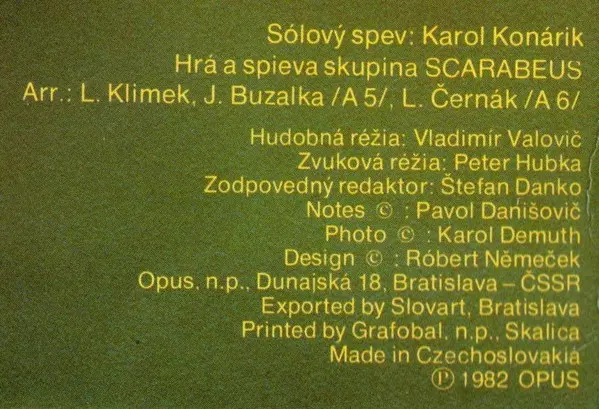 Sólový spev: Karol Konárik
Hrá a spieva skupina SCARABEUS
Arr.: L. Klimek, J. Buzalka /A 5/, L. Černák /A 6/
Hudobná réžia: Vladimír Valovič
Zvuková réžia: Peter Hubka
Zodpovedný redaktor: Štefan Danko
Notes © : Pavol Danišovič
Photo © : Karol Demuth
Design © : Róbert Němeček
Opus, n.p., Dunajská 18, Bratislava – ČSSR
Exported by Slovart, Bratislava
Printed by Grafobal, n.p., Skalica
Made in Czechoslovakia
℗ 1982 OPUS